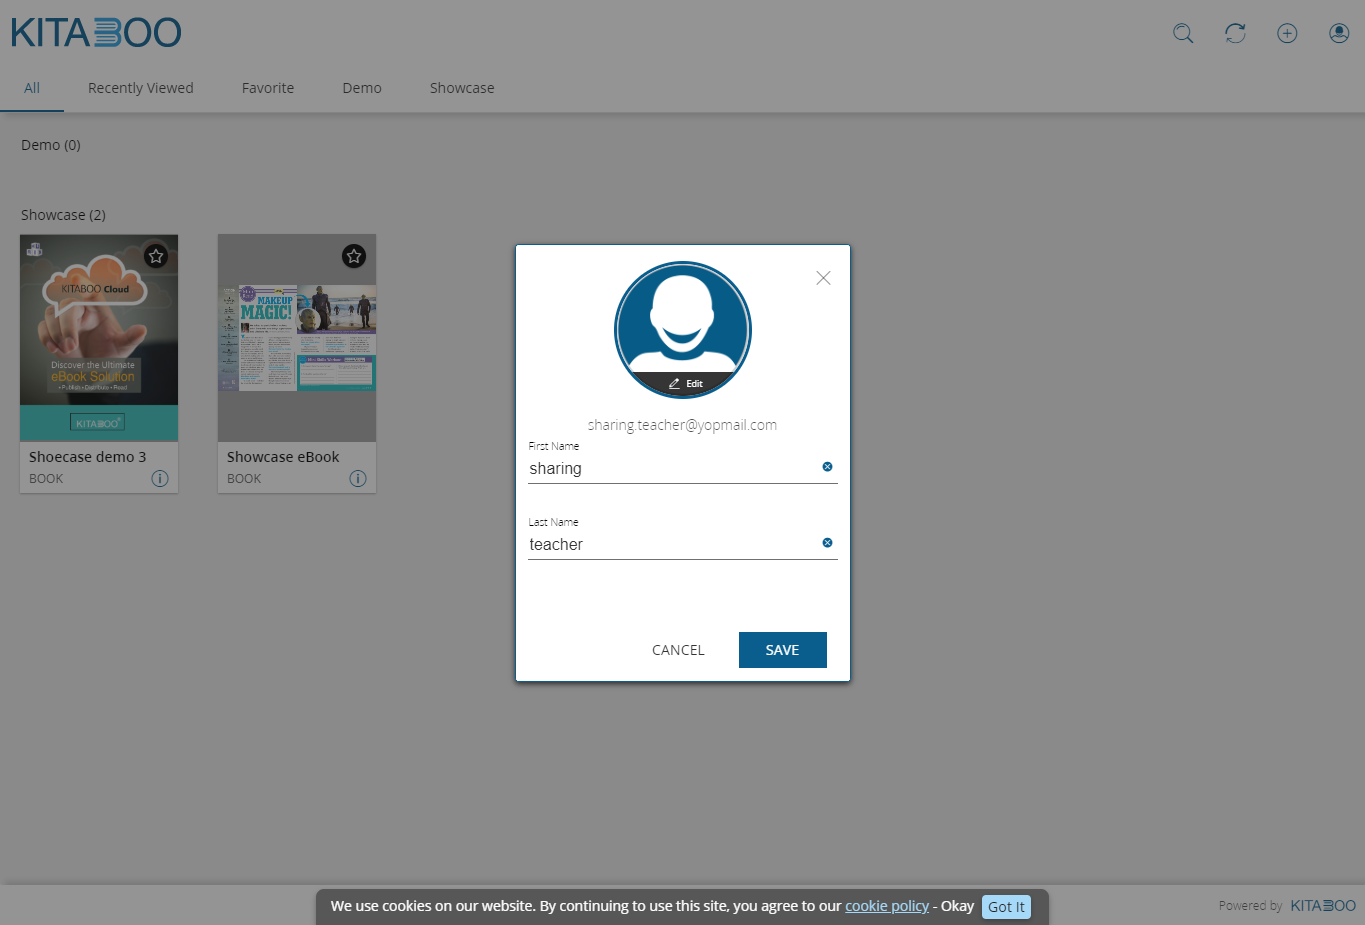 KITABOO
All Recently Viewed Favorite Demo Showcase
Demo (0)
Showcase (2)
KITABOO Cloud
Discover the Ultimate
eBook Solution
KITABOO
Shoecase demo 3
BOOK
MAKEUP
MAGIC!
Showcase eBook
BOOK
Edit
sharing.teacher@yopmail.com
First Name
sharing
Last Name
teacher
CANCEL SAVE
We use cookies on our website. By continuing to use this site, you agree to our cookie policy - Okay Got It
Powered by KITABOO